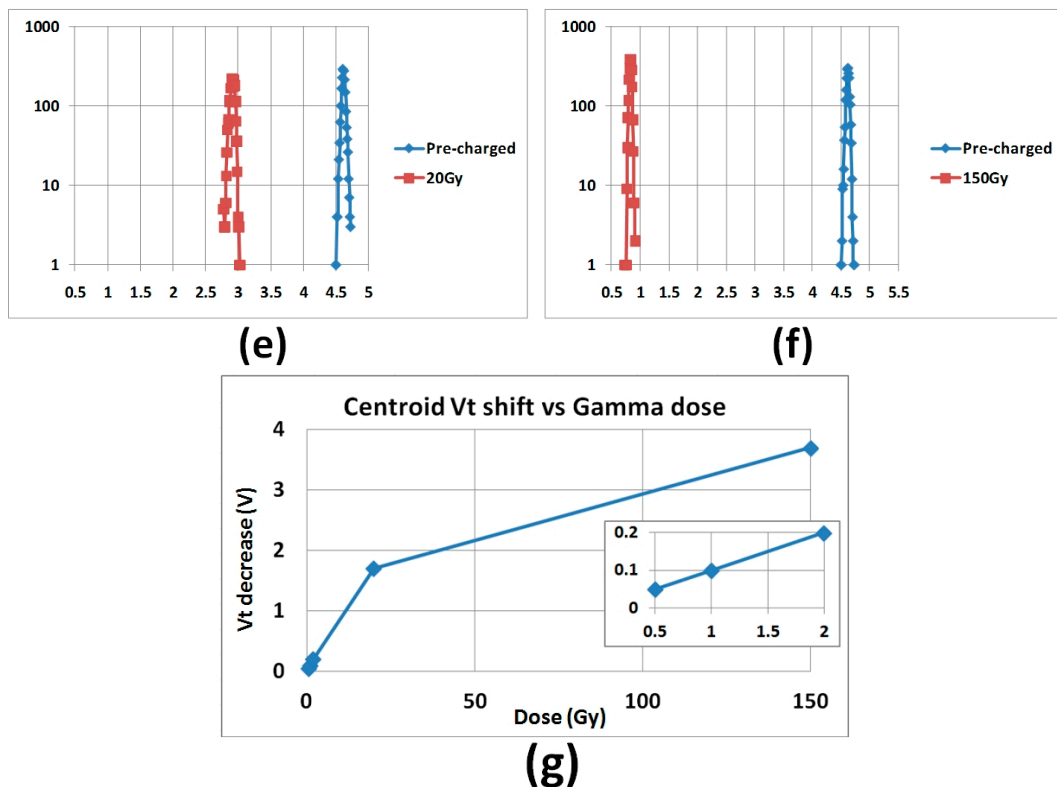 1000
100
10
1
0.5 1 1.5 2 2.5 3 3.5 4 4.5 5
Pre-charged
20Gy
(e)
1000
100
10
1
0.5 1 1.5 2 2.5 3 3.5 4 4.5 5 5.5
Pre-charged
150Gy
(f)
Centroid Vt shift vs Gamma dose
Vt decrease (V)
4
3
2
1
0
0 50 100 150
Dose (Gy)
0.2
0.1
0
0.5 1 1.5 2
(g)